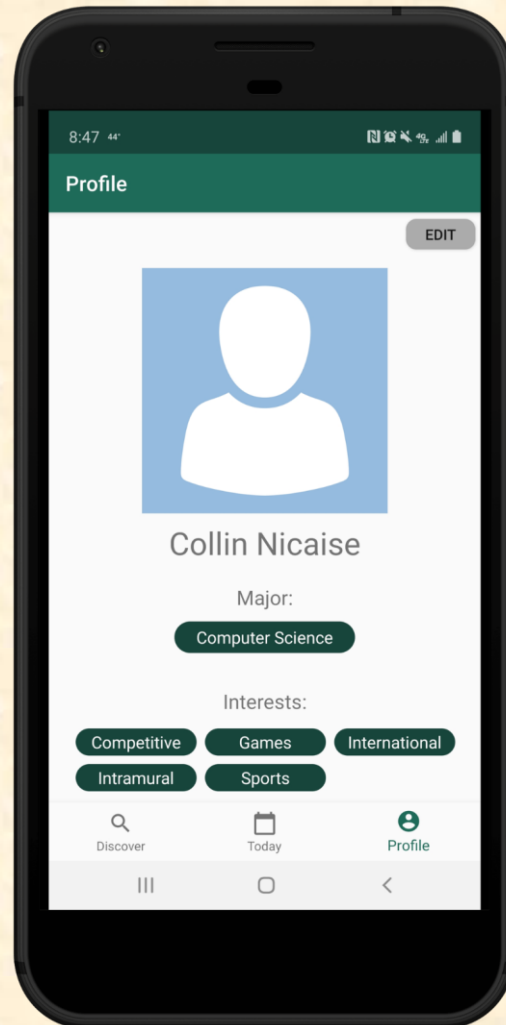 8:47 44°
Profile
EDIT
Collin Nicaise
Major:
Computer Science
Interests:
Competitive Games International
Intramural Sports
Discover Today Profile